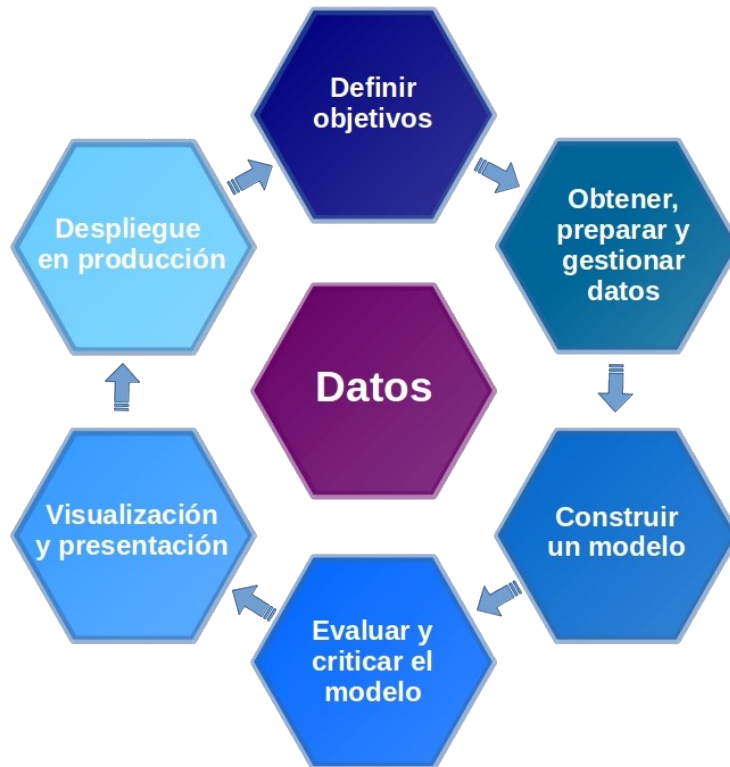 Definir
objetivos
Obtener,
preparar y
gestionar
datos
Construir
un modelo
Evaluar y
criticar el
modelo
Visualización
y presentación
Despliegue
en producción
Datos